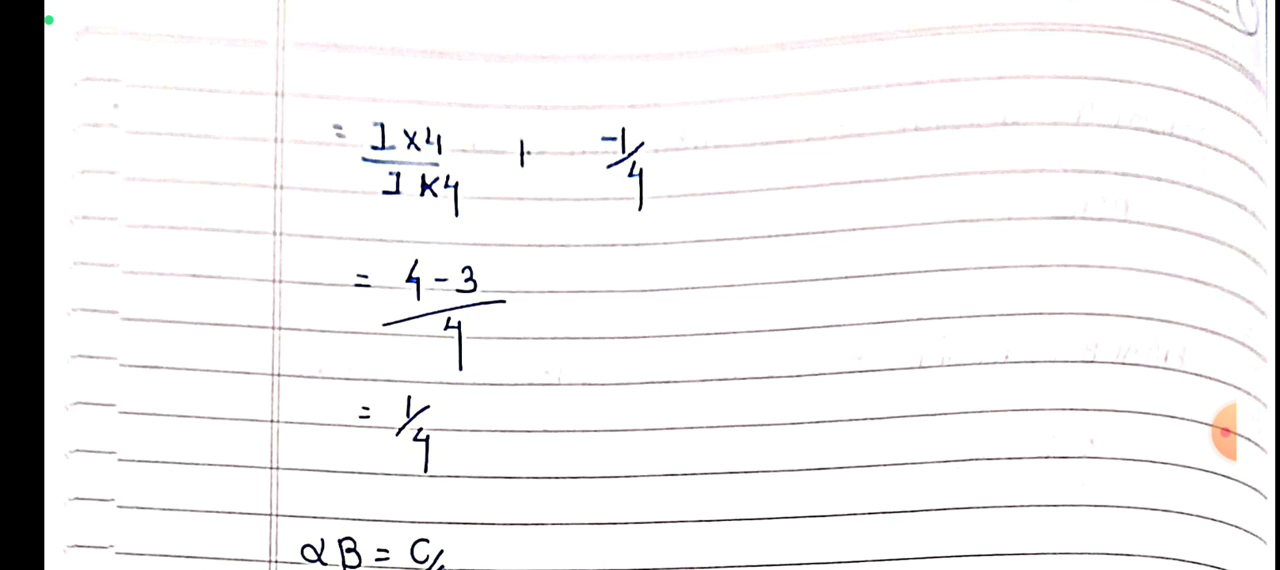 = 1×4/1×4 + -1/4
= 4-3/4
= 1/4
αB = C/